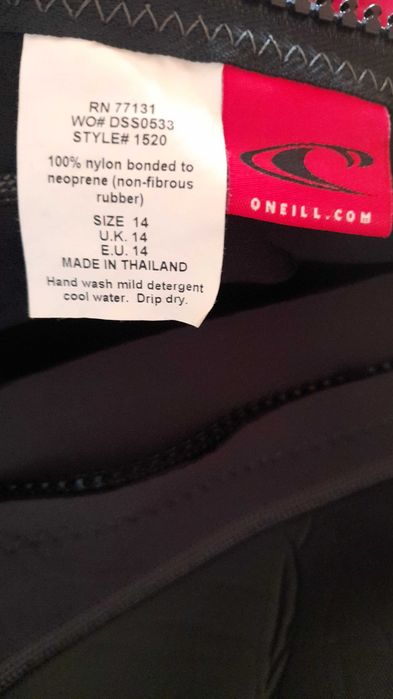 RN 77131
WO# DSS0533
STYLE# 1520
100% nylon bonded to
neoprene (non-fibrous
rubber)
SIZE 14
U.K. 14
E.U. 14
MADE IN THAILAND
Hand wash mild detergent
cool water. Drip dry.
ONEILL.COM